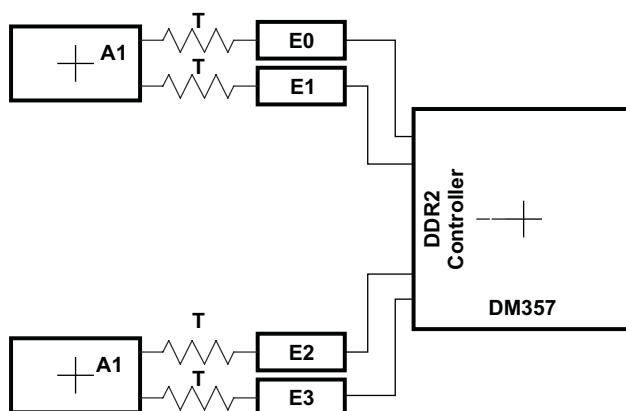 T
A1
E0
T
E1
DDR2
Controller
DM357
T
A1
E2
T
E3